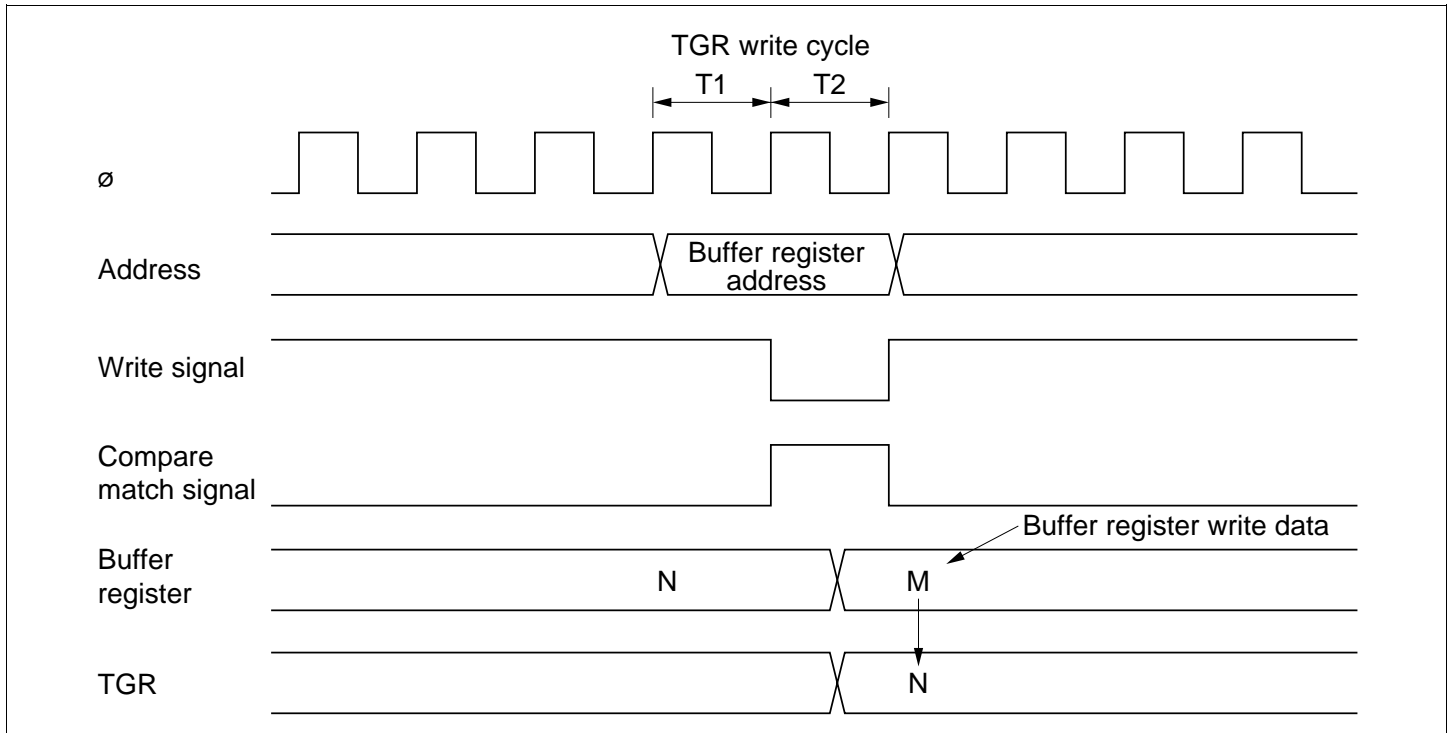 TGR write cycle
T1 T2
ø
Address
Buffer register
address
Write signal
Compare
match signal
Buffer register write data
Buffer
register
N M
TGR
N